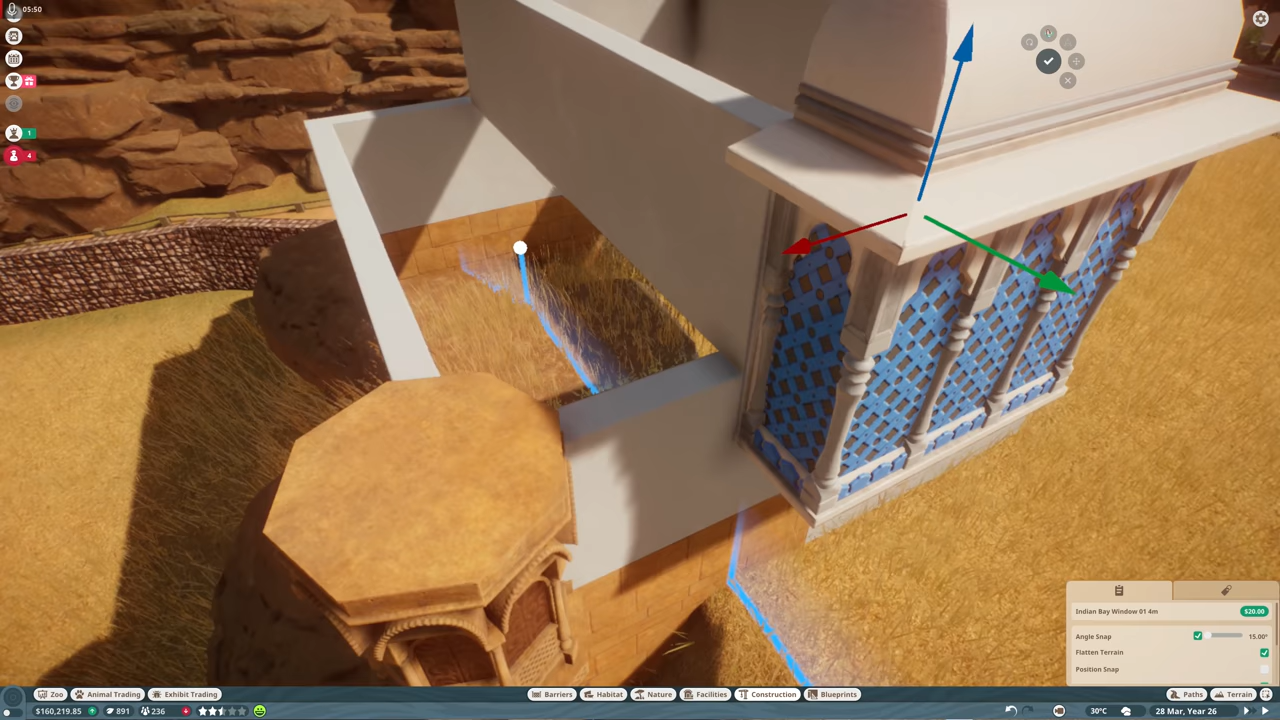 05:50
1
4
Indian Bay Window 01 4m
$20.00
Angle Snap
15.00°
Flatten Terrain
Position Snap
Zoo
Animal Trading
Exhibit Trading
Barriers
Habitat
Nature
Facilities
Construction
Blueprints
Paths
Terrain
$160,219.85
891
236
30°C
28 Mar, Year 26